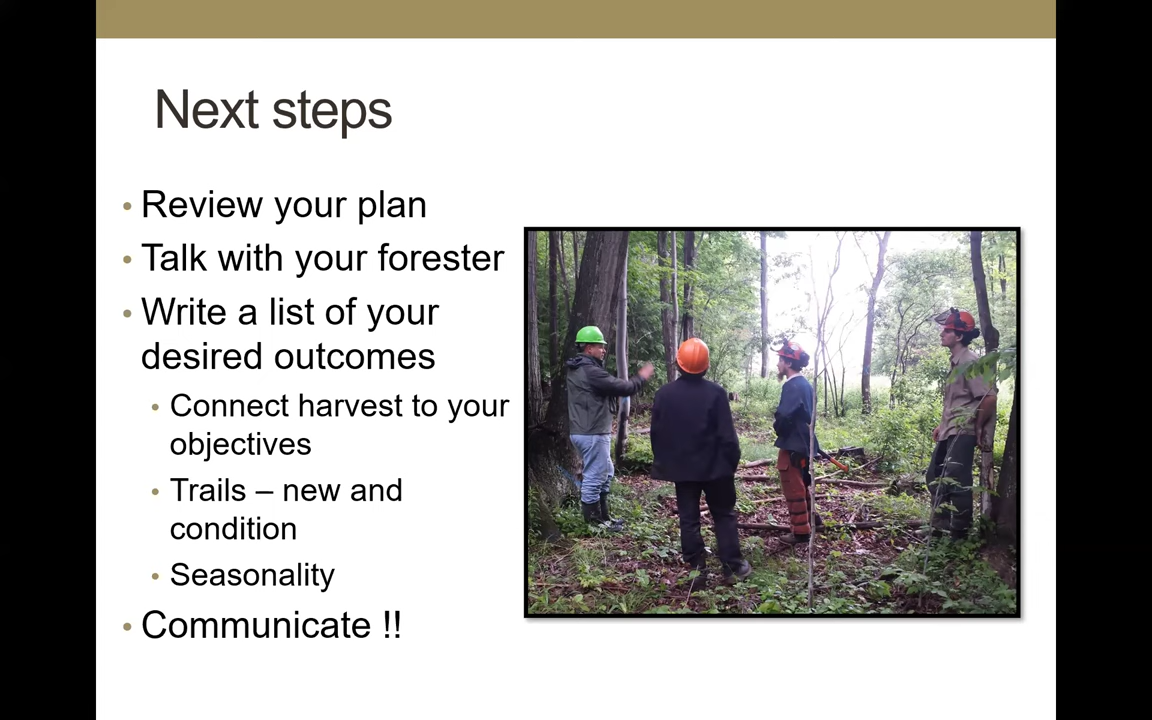 Next steps
• Review your plan
• Talk with your forester
• Write a list of your
desired outcomes
• Connect harvest to your
objectives
• Trails – new and
condition
• Seasonality
• Communicate !!